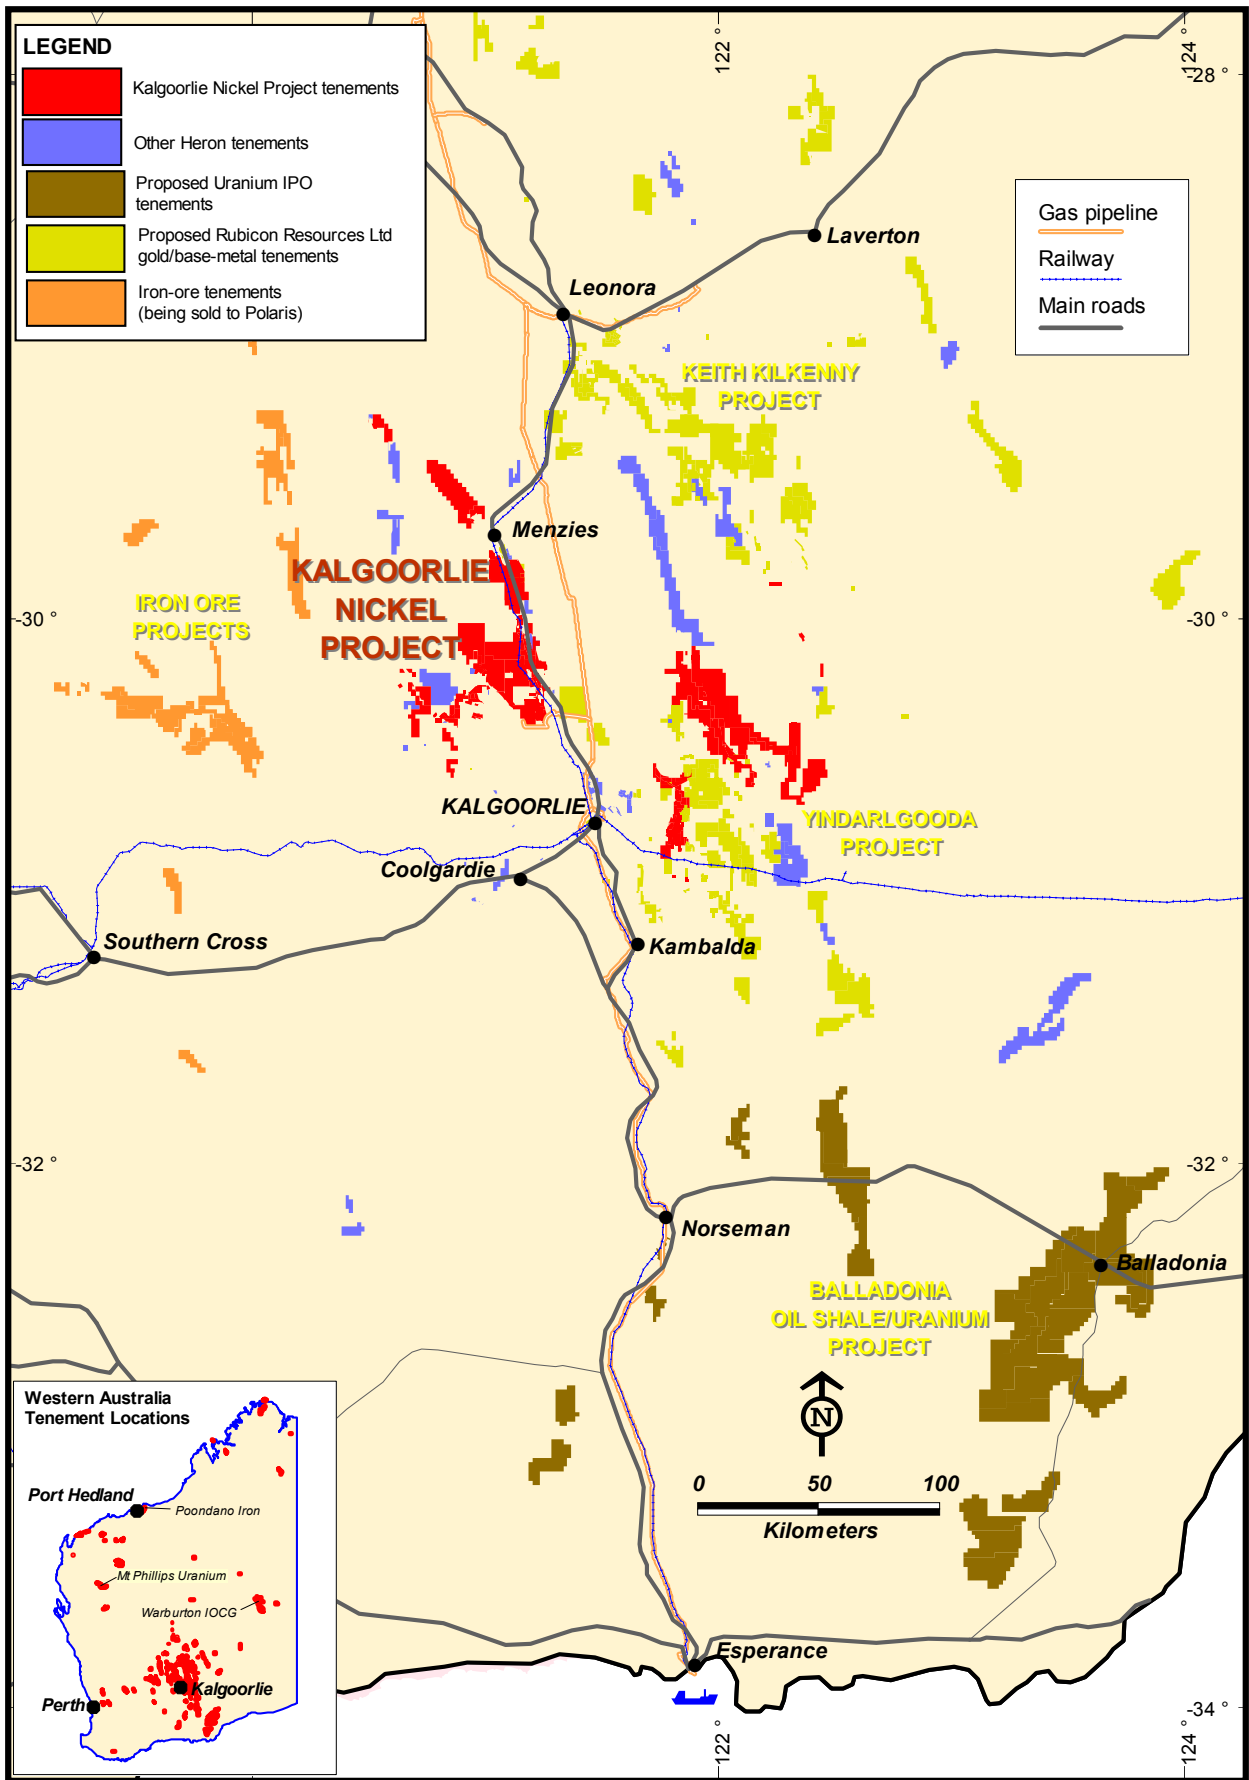 LEGEND
Kalgoorlie Nickel Project tenements
Other Heron tenements
Proposed Uranium IPO
tenements
Proposed Rubicon Resources Ltd
gold/base-metal tenements
Iron-ore tenements
(being sold to Polaris)
122 °
124 °
-28 °
Gas pipeline
Railway
Main roads
Laverton
Leonora
KEITH KILKENNY
PROJECT
Menzies
KALGOORLIE
NICKEL
PROJECT
IRON ORE
PROJECTS
-30 °
-30 °
KALGOORLIE
YINDARLGOODA
PROJECT
Coolgardie
Southern Cross
Kambalda
-32 °
-32 °
Norseman
Balladonia
BALLADONIA
OIL SHALE/URANIUM
PROJECT
N
0 50 100
Kilometers
Western Australia
Tenement Locations
Port Hedland
Poondano Iron
Mt Phillips Uranium
Warburton IOCG
Kalgoorlie
Perth
Esperance
-34 °
122 °
124 °